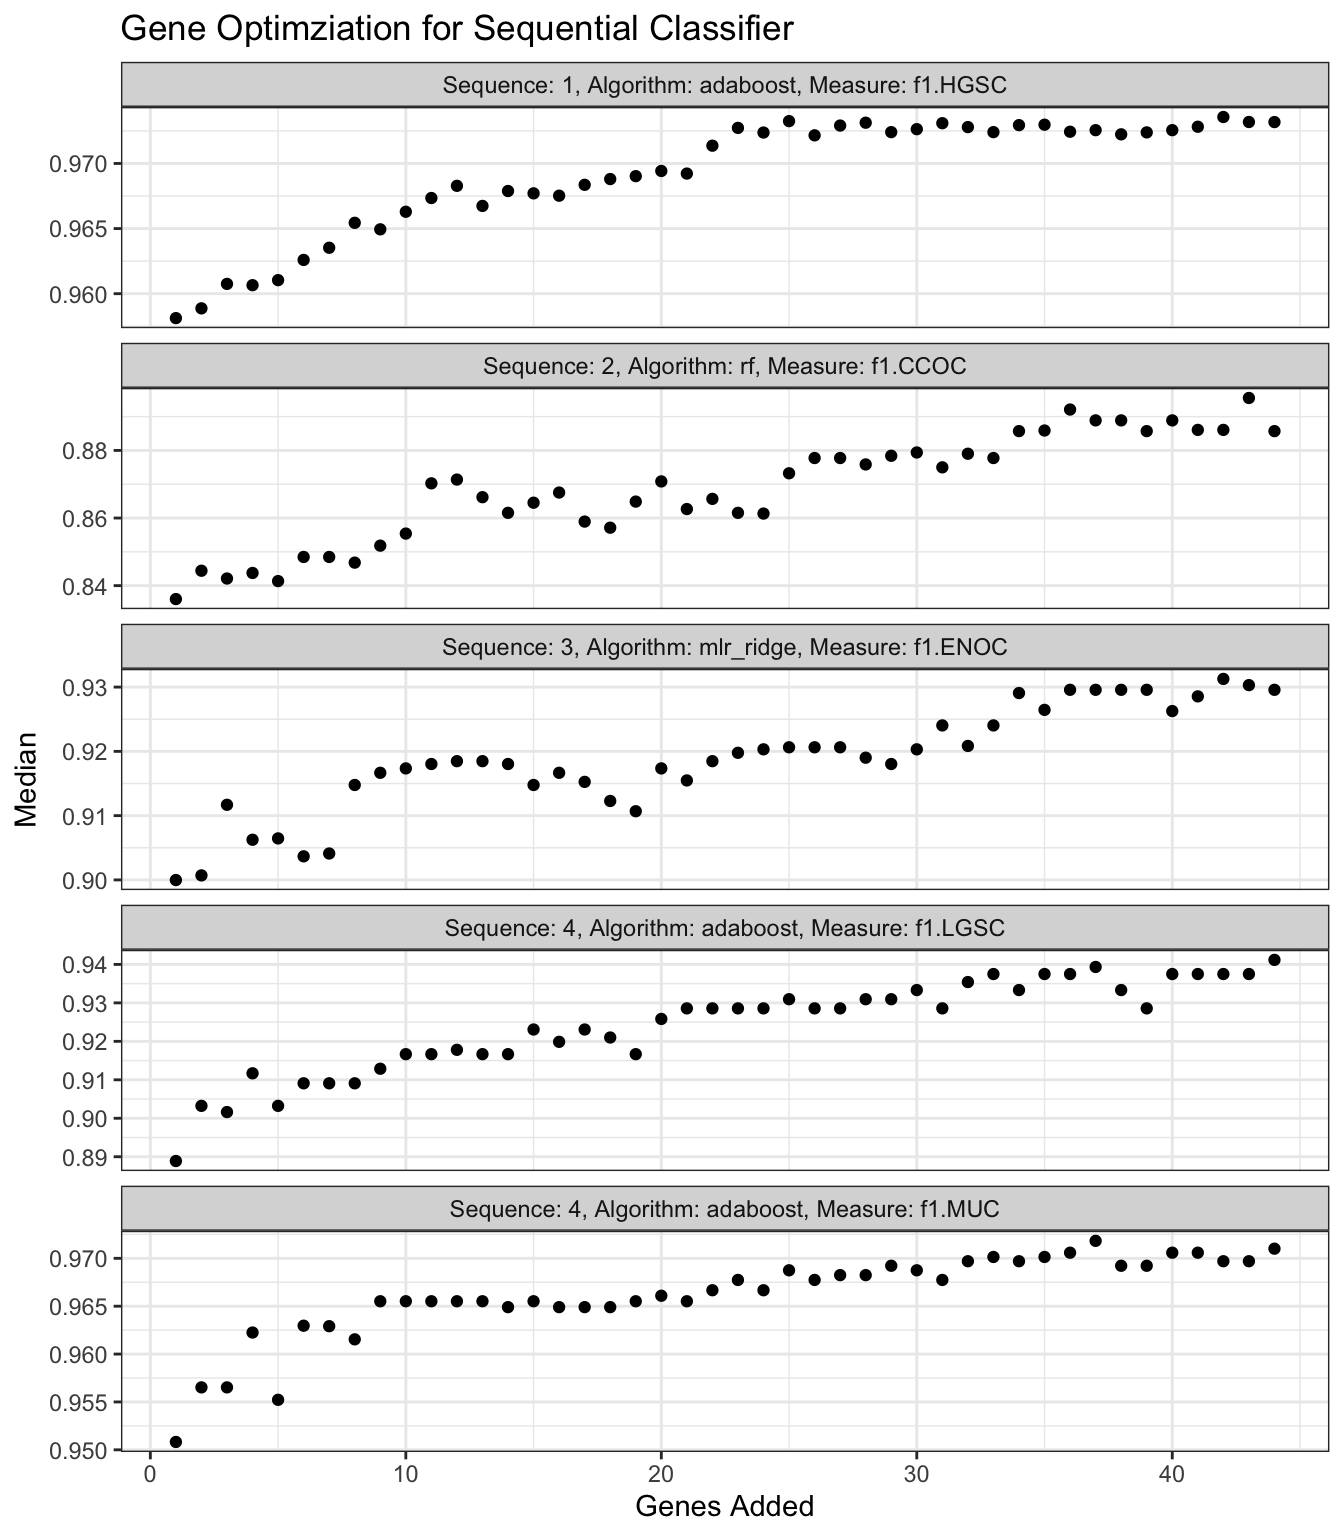 Gene Optimziation for Sequential Classifier
Sequence: 1, Algorithm: adaboost, Measure: f1.HGSC
0.970
0.965
0.960
Sequence: 2, Algorithm: rf, Measure: f1.CCOC
0.88
0.86
0.84
Sequence: 3, Algorithm: mlr_ridge, Measure: f1.ENOC
0.93
0.92
0.91
0.90
Median
Sequence: 4, Algorithm: adaboost, Measure: f1.LGSC
0.94
0.93
0.92
0.91
0.90
0.89
Sequence: 4, Algorithm: adaboost, Measure: f1.MUC
0.970
0.965
0.960
0.955
0.950
0 10 20 30 40
Genes Added